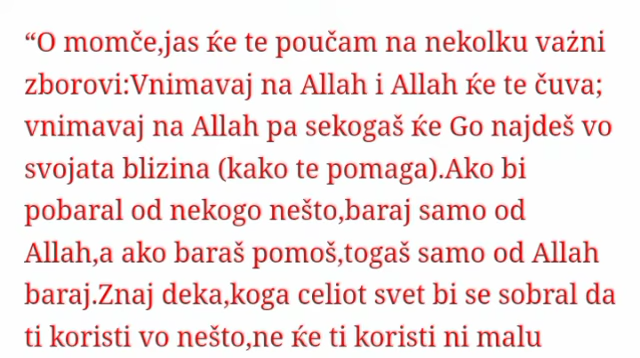 “O momče,jas ḱe te poučam na nekolku važni
zborovi:Vnimavaj na Allah i Allah ḱe te čuva;
vnimavaj na Allah pa sekogaš ḱe Go najdeš vo
svojata blizina (kako te pomaga).Ako bi
pobaral od nekogo nešto,baraj samo od
Allah,a ako baraš pomoš,togaš samo od Allah
baraj.Znaj deka,koga celiot svet bi se sobral da
ti koristi vo nešto,ne ḱe ti koristi ni malu